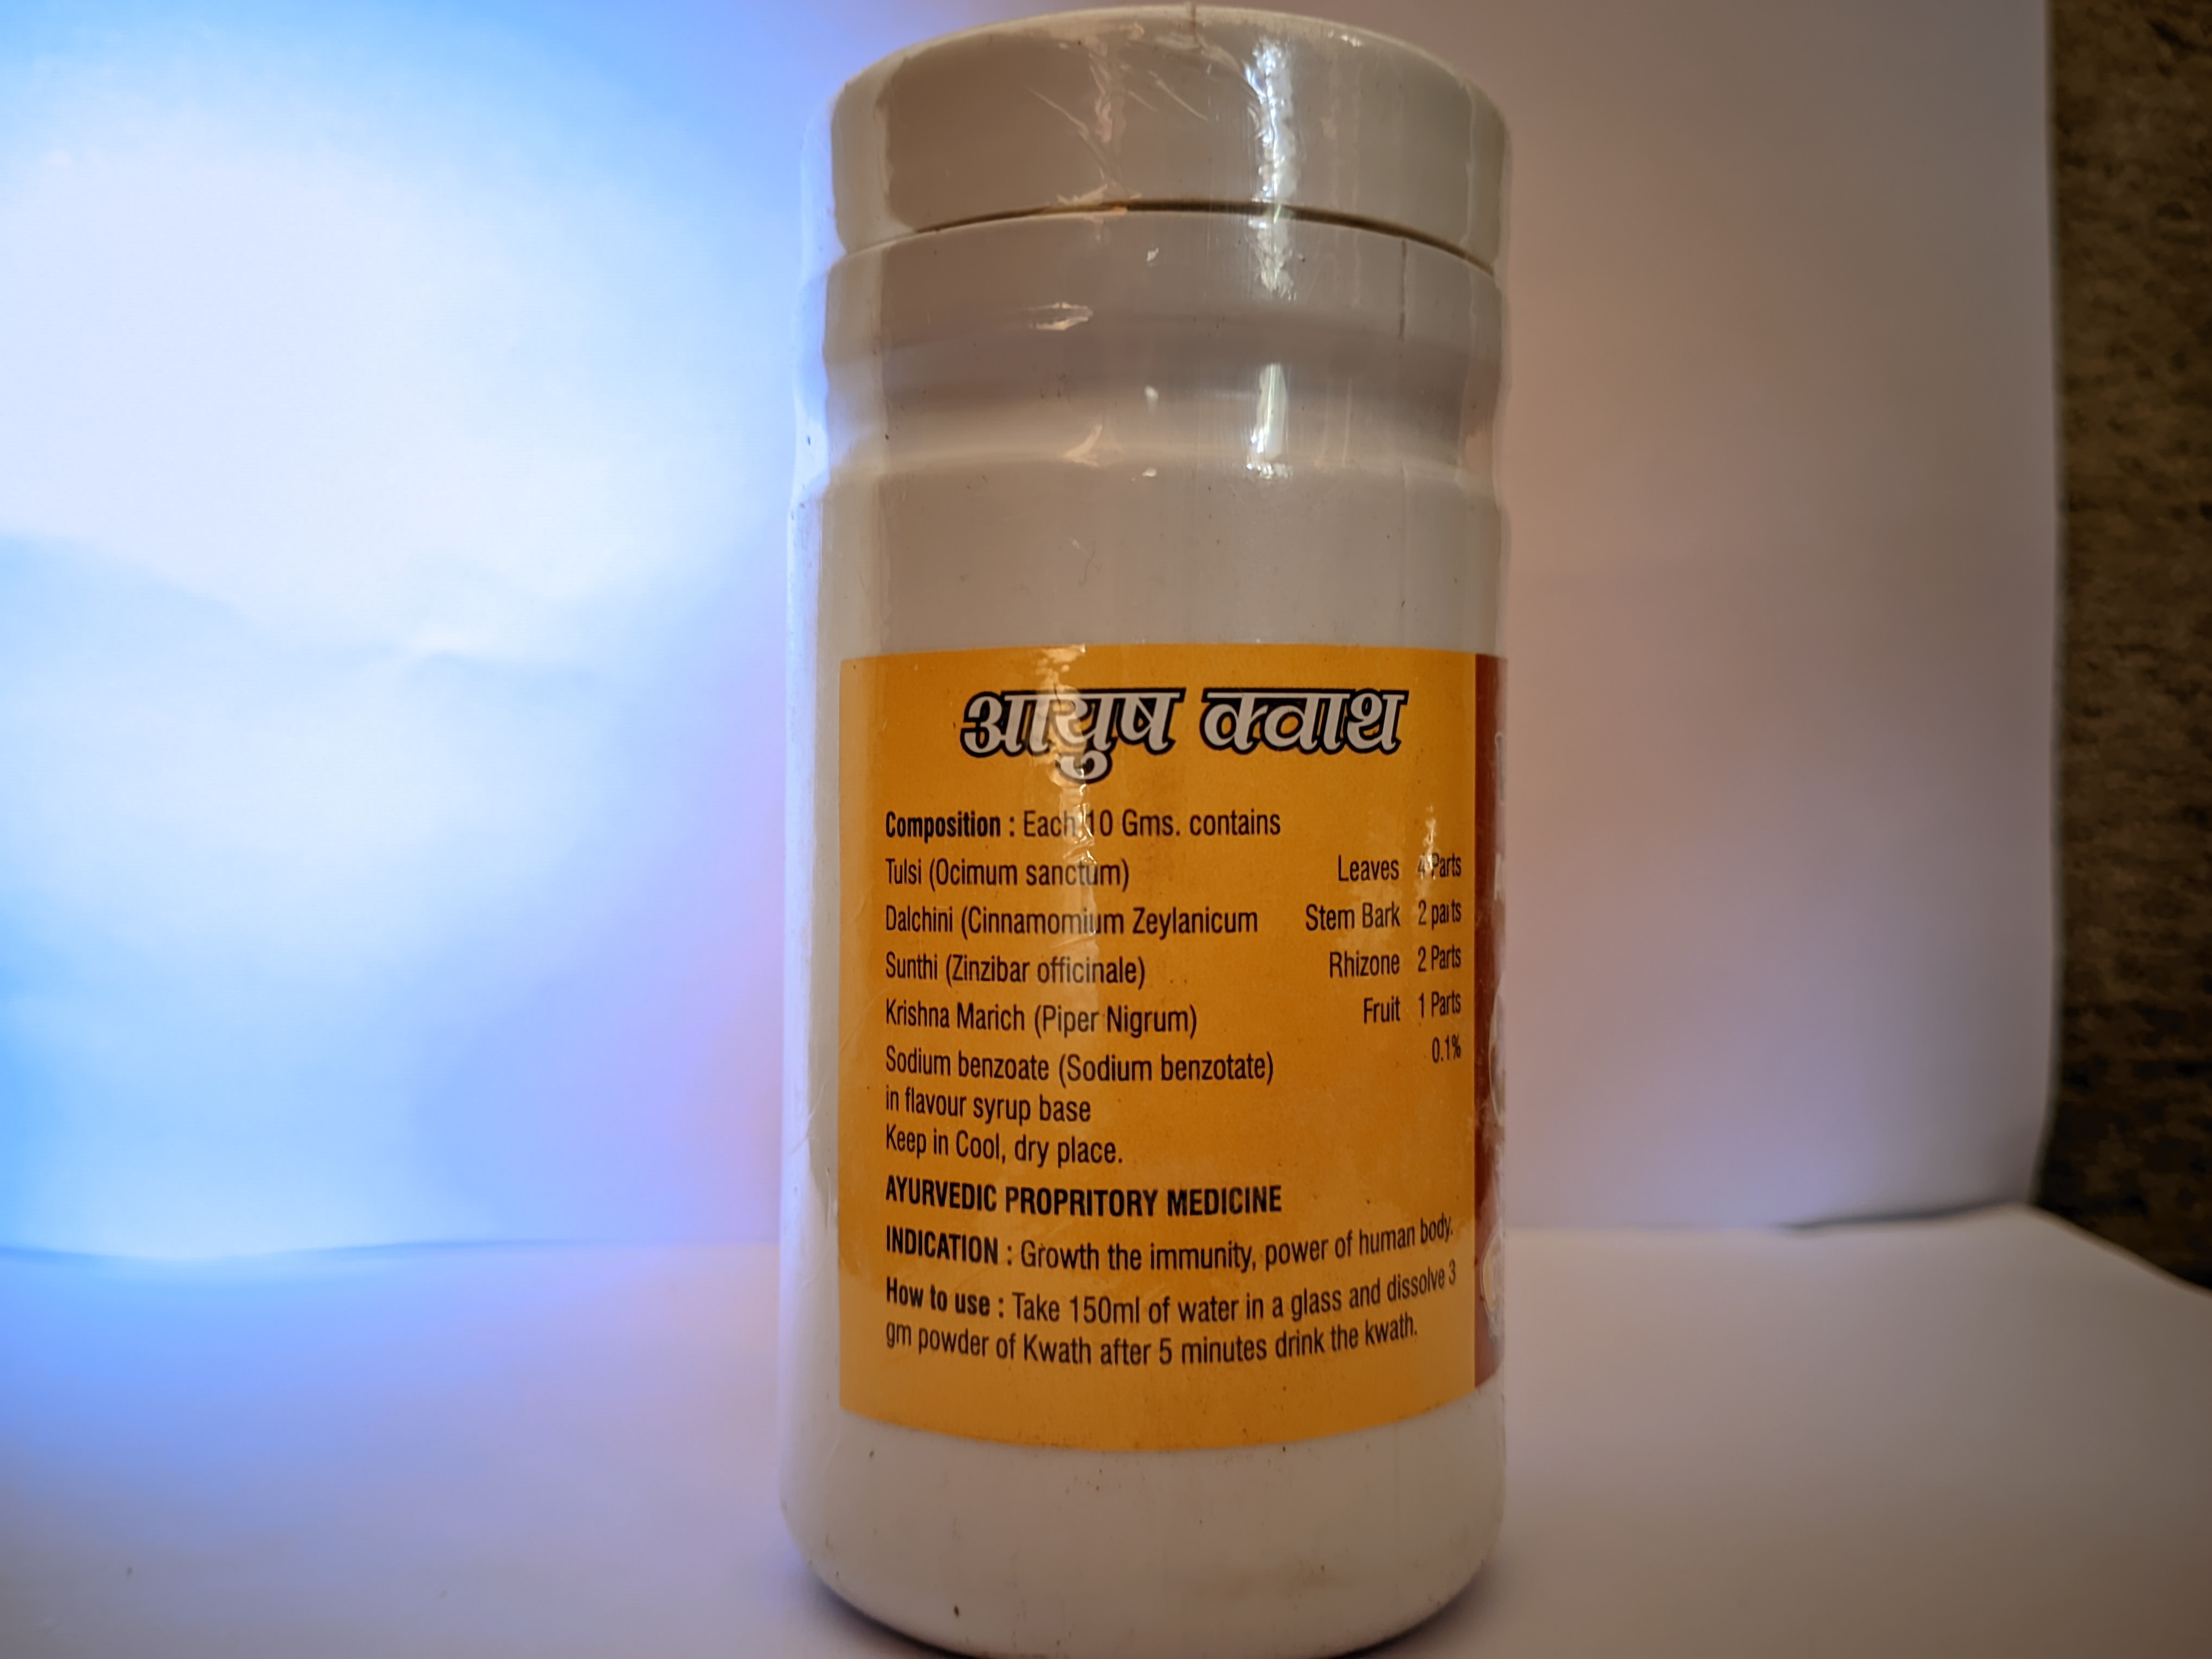 आयुष क्वाथ
Composition : Each 10 Gms. contains
Tulsi (Ocimum sanctum) Leaves 4 Parts
Dalchini (Cinnamomium Zeylanicum Stem Bark 2 parts
Sunthi (Zinzibar officinale) Rhizone 2 Parts
Krishna Marich (Piper Nigrum) Fruit 1 Parts
Sodium benzoate (Sodium benzotate) 0.1%
in flavour syrup base
Keep in Cool, dry place.
AYURVEDIC PROPRITORY MEDICINE
INDICATION : Growth the immunity, power of human body.
How to use : Take 150ml of water in a glass and dissolve 3
gm powder of Kwath after 5 minutes drink the kwath.